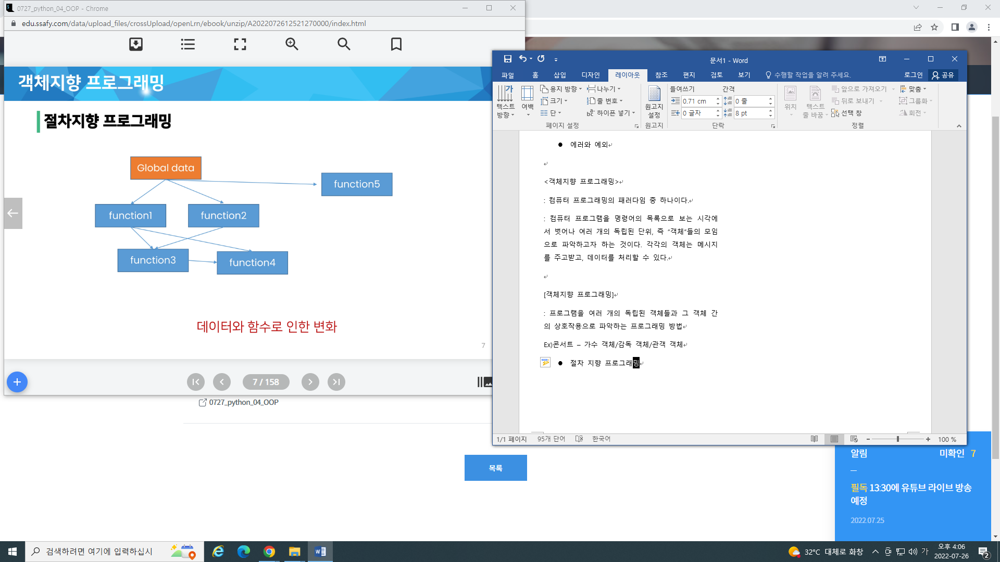 0727_python_04_OOP - Chrome
edu.ssafy.com/data/upload_files/crossUpload/openLrn/ebook/unzip/A2022072612521270000/index.html
객체지향 프로그래밍
절차지향 프로그래밍
Global data
function5
function1
function2
function3
function4
데이터와 함수로 인한 변화
7
7 / 158
0727_python_04_OOP
목록
문서1 - Word
파일
홈
삽입
디자인
레이아웃
참조
편지
검토
보기
수행할 작업을 알려 주세요.
로그인
공유
텍스트 방향
여백
용지 방향
크기
단
나누기
줄 번호
하이픈 넣기
페이지 설정
원고지 설정
원고지
들여쓰기
간격
0.71 cm
0 글자
0 줄
8 pt
단락
위치
텍스트 줄 바꿈
앞으로 가져오기
뒤로 보내기
선택 창
맞춤
그룹화
회전
정렬
● 에러와 예외
<객체지향 프로그래밍>
: 컴퓨터 프로그래밍의 패러다임 중 하나이다.
: 컴퓨터 프로그램을 명령어의 목록으로 보는 시각에
서 벗어나 여러 개의 독립된 단위, 즉 “객체”들의 모임
으로 파악하고자 하는 것이다. 각각의 객체는 메시지
를 주고받고, 데이터를 처리할 수 있다.
[객체지향 프로그래밍]
: 프로그램을 여러 개의 독립된 객체들과 그 객체 간
의 상호작용으로 파악하는 프로그래밍 방법
Ex)콘서트 – 가수 객체/감독 객체/관객 객체
● 절차 지향 프로그래밍
1/1 페이지
95개 단어
한국어
100 %
알림
미확인 7
필독 13:30에 유튜브 라이브 방송
예정
2022.07.25
검색하려면 여기에 입력하십시
32°C 대체로 화창
가
오후 4:06
2022-07-26
2